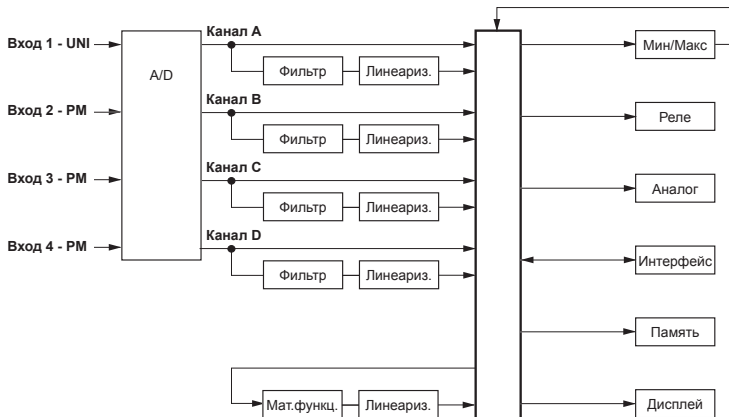 Канал A
Вход 1 - UNI
A/D
Фильтр
Линеариз.
Мин/Макс
Канал B
Вход 2 - PM
Фильтр
Линеариз.
Реле
Канал C
Вход 3 - PM
Фильтр
Линеариз.
Аналог
Канал D
Вход 4 - PM
Фильтр
Линеариз.
Интерфейс
Память
Мат.функц.
Линеариз.
Дисплей